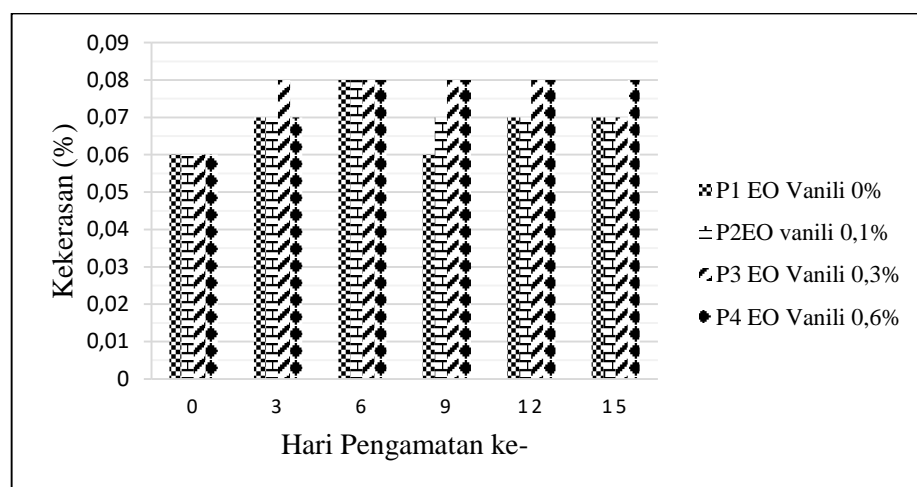 0,09
0,08
0,07
0,06
0,05
0,04
0,03
0,02
0,01
0
Kekerasan (%)
0 3 6 9 12 15
Hari Pengamatan ke-
P1 EO Vanili 0%
P2EO vanili 0,1%
P3 EO Vanili 0,3%
P4 EO Vanili 0,6%